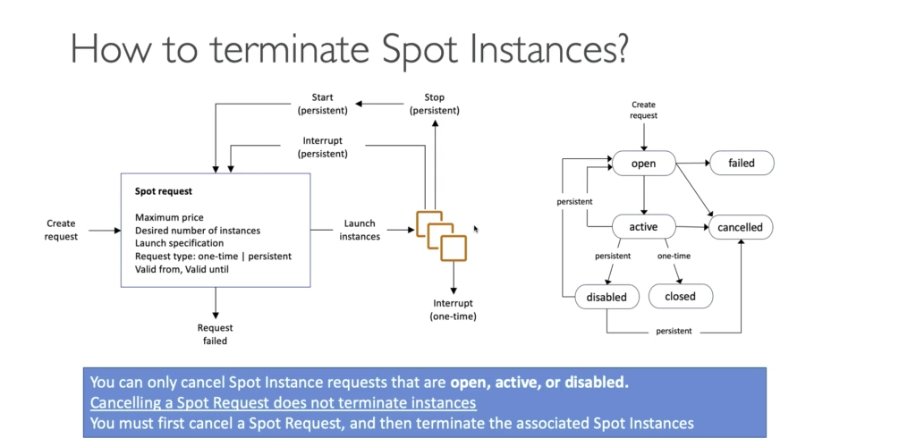 How to terminate Spot Instances?
Start
(persistent)
Stop
(persistent)
Interrupt
(persistent)
Create
request
Spot request
Maximum price
Desired number of instances
Launch specification
Request type: one-time | persistent
Valid from, Valid until
Launch
instances
Interrupt
(one-time)
Request
failed
Create
request
open
failed
persistent
active
cancelled
persistent
one-time
disabled
closed
persistent
You can only cancel Spot Instance requests that are open, active, or disabled.
Cancelling a Spot Request does not terminate instances
You must first cancel a Spot Request, and then terminate the associated Spot Instances